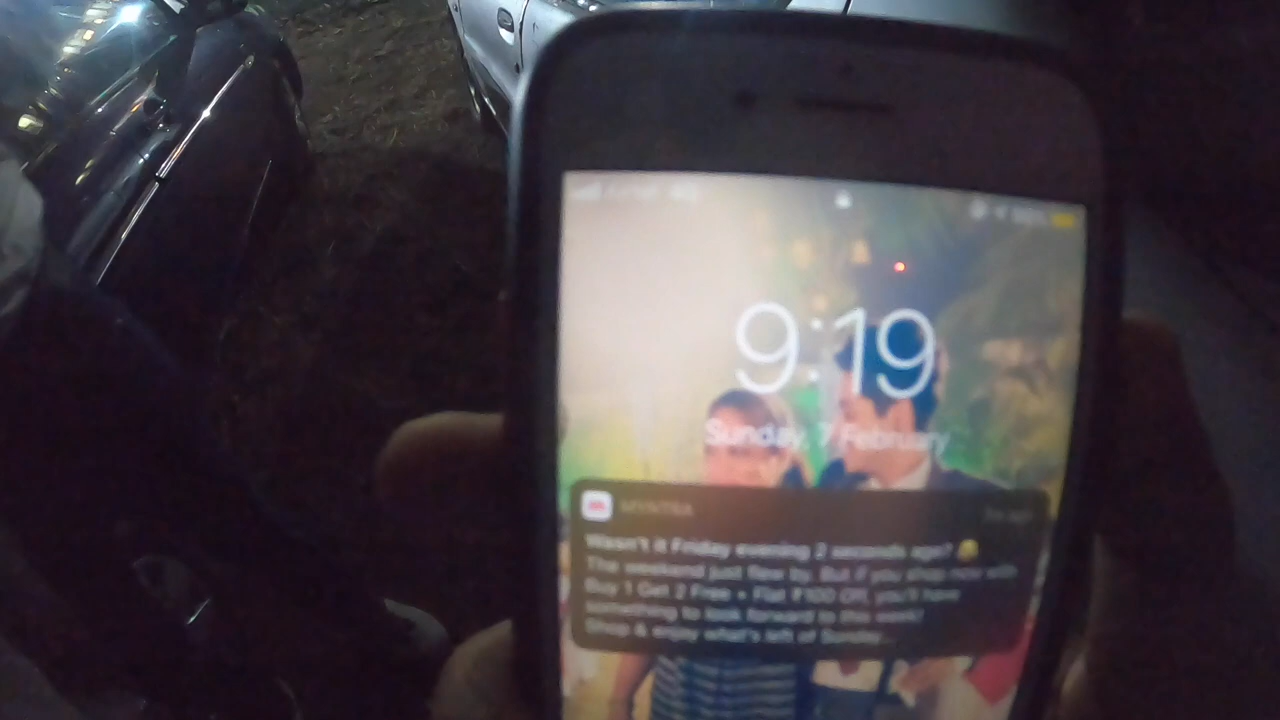 9:19
Sunday, 7 February
MYNTRA
Wasn't it Friday evening 2 seconds ago? 😩
The weekend just flew by. But if you shop now with
Buy 1 Get 2 Free + Flat ₹100 Off, you'll have
something to look forward to this week!
Shop & enjoy what's left of Sunday